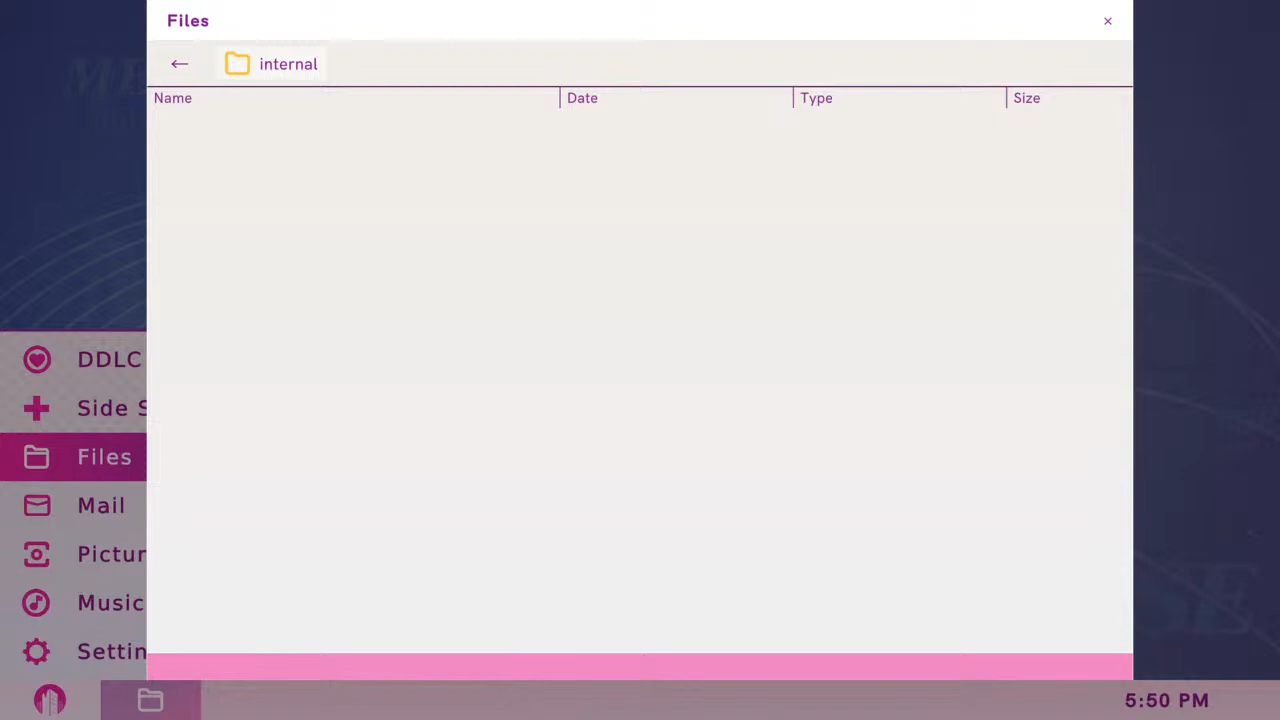 Files
internal
Name Date Type Size
DDLC
Side S
Files
Mail
Pictur
Music
Settin
5:50 PM